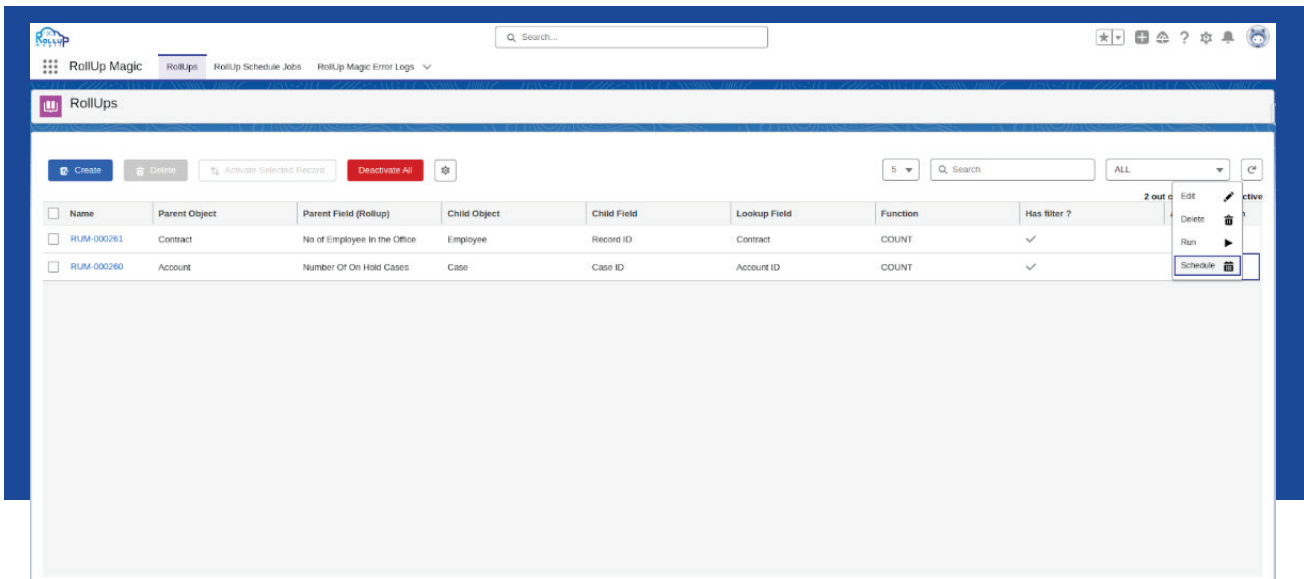 RollUP
Search...
RollUp Magic RollUps RollUp Schedule Jobs RollUp Magic Error Logs
RollUps
Create Delete Activate Selected Record Deactivate All 5 Search ALL
2 out o ctive
Name Parent Object Parent Field (Rollup) Child Object Child Field Lookup Field Function Has filter ?
RUM-000261 Contract No of Employee In the Office Employee Record ID Contract COUNT
RUM-000260 Account Number Of On Hold Cases Case Case ID Account ID COUNT
Edit
Delete
Run
Schedule